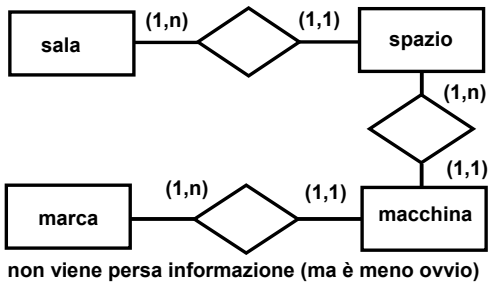 (1,n) (1,1)
sala spazio
(1,n)
(1,1)
(1,n) (1,1)
marca macchina
non viene persa informazione (ma è meno ovvio)